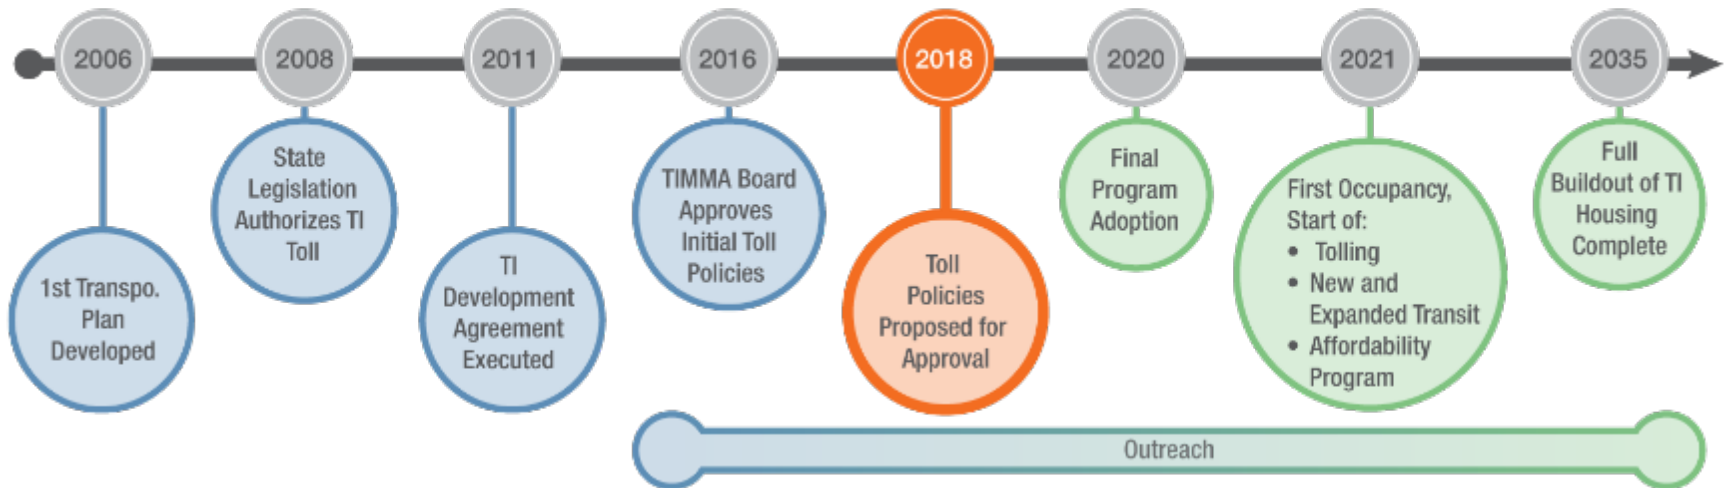 2006
2008
2011
2016
2018
2020
2021
2035
1st Transpo.
Plan
Developed
State
Legislation
Authorizes TI
Toll
TI
Development
Agreement
Executed
TIMMA Board
Approves
Initial Toll
Policies
Toll
Policies
Proposed for
Approval
Final
Program
Adoption
First Occupancy,
Start of:
• Tolling
• New and
Expanded Transit
• Affordability
Program
Full
Buildout of TI
Housing
Complete
Outreach